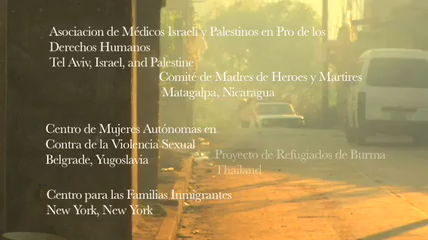 Asociacion de Médicos Israeli y Palestinos en Pro de los
Derechos Humanos
Tel Aviv, Israel, and Palestine
Comité de Madres de Heroes y Martires
Matagalpa, Nicaragua
Centro de Mujeres Autónomas en
Contra de la Violencia Sexual
Belgrade, Yugoslavia
Proyecto de Refugiados de Burma
Thailand
Centro para las Familias Inmigrantes
New York, New York